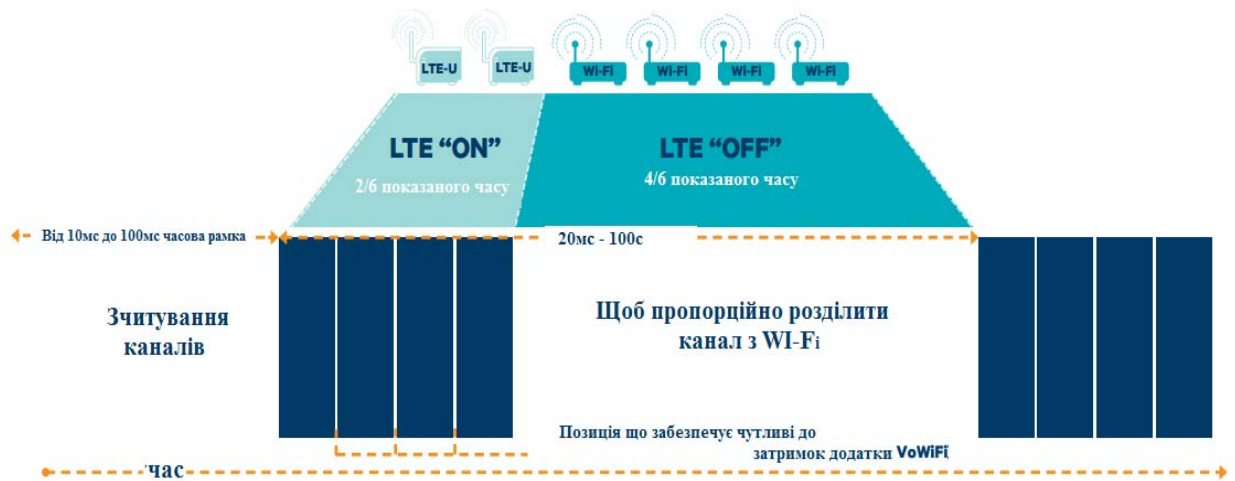 LTE-U
LTE-U
Wi-Fi
Wi-Fi
Wi-Fi
Wi-Fi
LTE “ON”
2/6 показаного часу
LTE “OFF”
4/6 показаного часу
Від 10мс до 100мс часова рамка
20мс - 100с
Зчитування
каналів
Щоб пропорційно розділити
канал з WI-Fi
Позиція що забезпечує чутливі до
затримок додатки VoWiFi
час